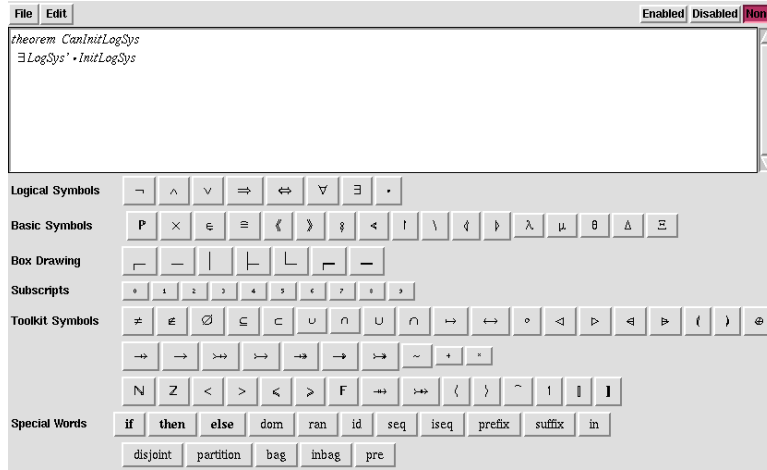 File Edit Enabled Disabled Non
theorem CanInitLogSys
∃ LogSys' • InitLogSys
Logical Symbols ¬ ∧ ∨ ⇒ ⇔ ∀ ∃ •
Basic Symbols P × ∈ ≙ ⟪ ⟫ ⨟ < ↾ \ ⦉ ⦊ λ μ θ Δ Ξ
Box Drawing
Subscripts 0 1 2 3 4 5 6 7 8 9
Toolkit Symbols ≠ ∉ ∅ ⊆ ⊂ ∪ ∩ ⋃ ⋂ ↦ ↔ ∘ ◁ ▷ ⩤ ⩥ ⦇ ⦈ ⊕
⇸ → ⤔ ↣ ⤀ ↠ ⤖ ~ + *
N Z < > ⩽ ⩾ F ⇻ ⤕ ⟨ ⟩ ⁀ 1 ⟦ ⟧
Special Words if then else dom ran id seq iseq prefix suffix in
disjoint partition bag inbag pre